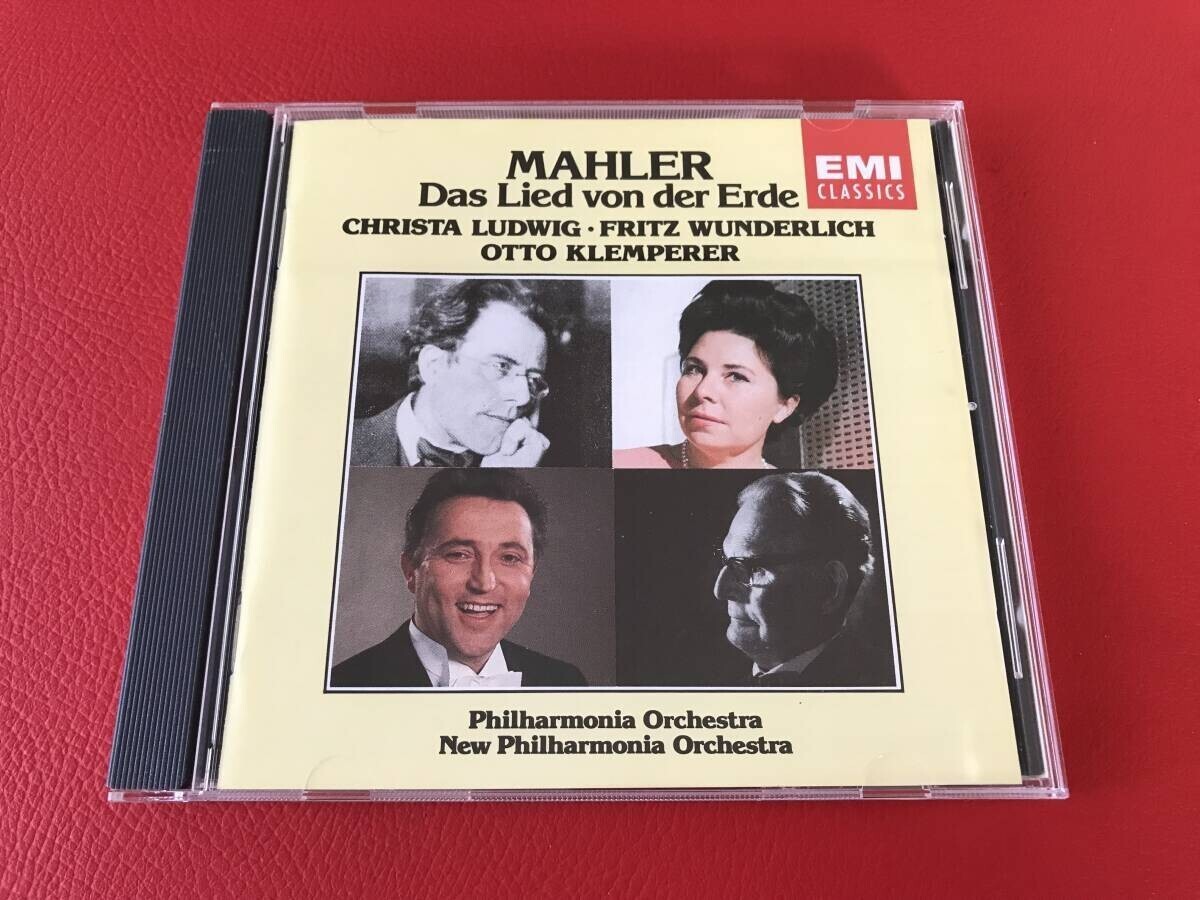 MAHLER
Das Lied von der Erde
CHRISTA LUDWIG · FRITZ WUNDERLICH
OTTO KLEMPERER
EMI
CLASSICS
Philharmonia Orchestra
New Philharmonia Orchestra